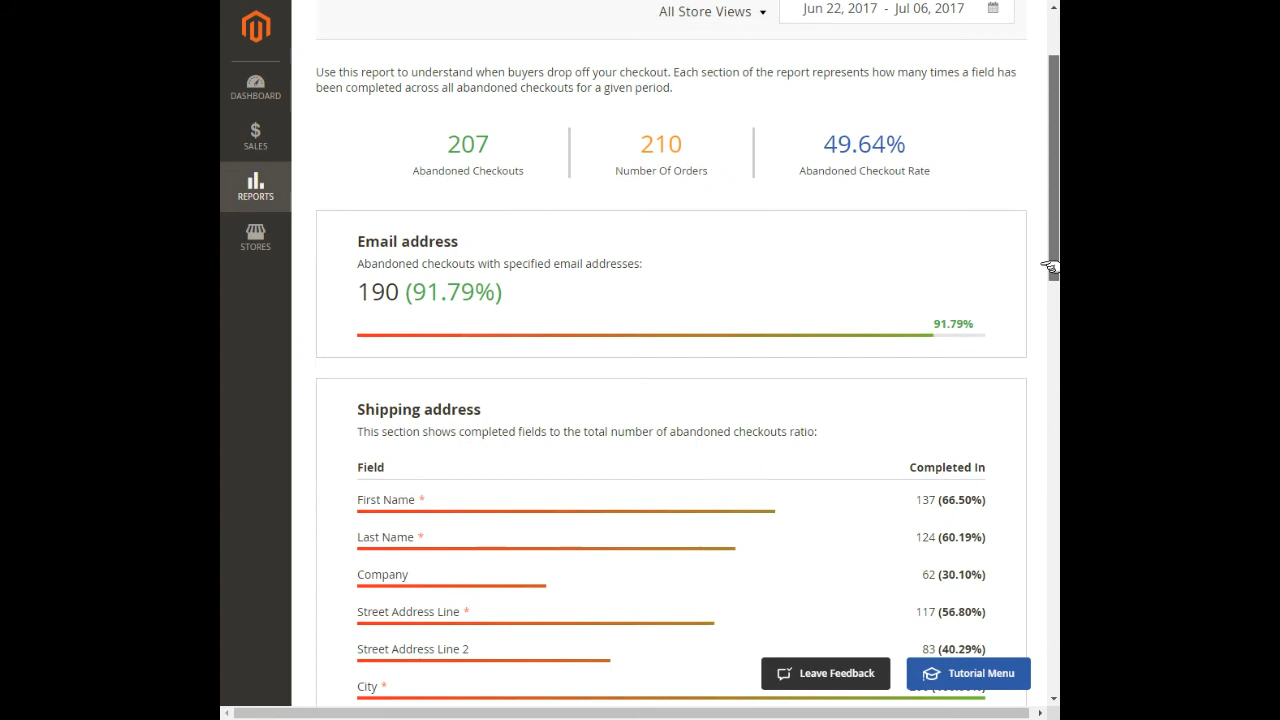 All Store Views
Jun 22, 2017 - Jul 06, 2017
DASHBOARD
$
SALES
REPORTS
STORES
Use this report to understand when buyers drop off your checkout. Each section of the report represents how many times a field has
been completed across all abandoned checkouts for a given period.
207
Abandoned Checkouts
210
Number Of Orders
49.64%
Abandoned Checkout Rate
Email address
Abandoned checkouts with specified email addresses:
190 (91.79%)
91.79%
Shipping address
This section shows completed fields to the total number of abandoned checkouts ratio:
Field Completed In
First Name * 137 (66.50%)
Last Name * 124 (60.19%)
Company 62 (30.10%)
Street Address Line * 117 (56.80%)
Street Address Line 2 83 (40.29%)
City *
Leave Feedback
Tutorial Menu